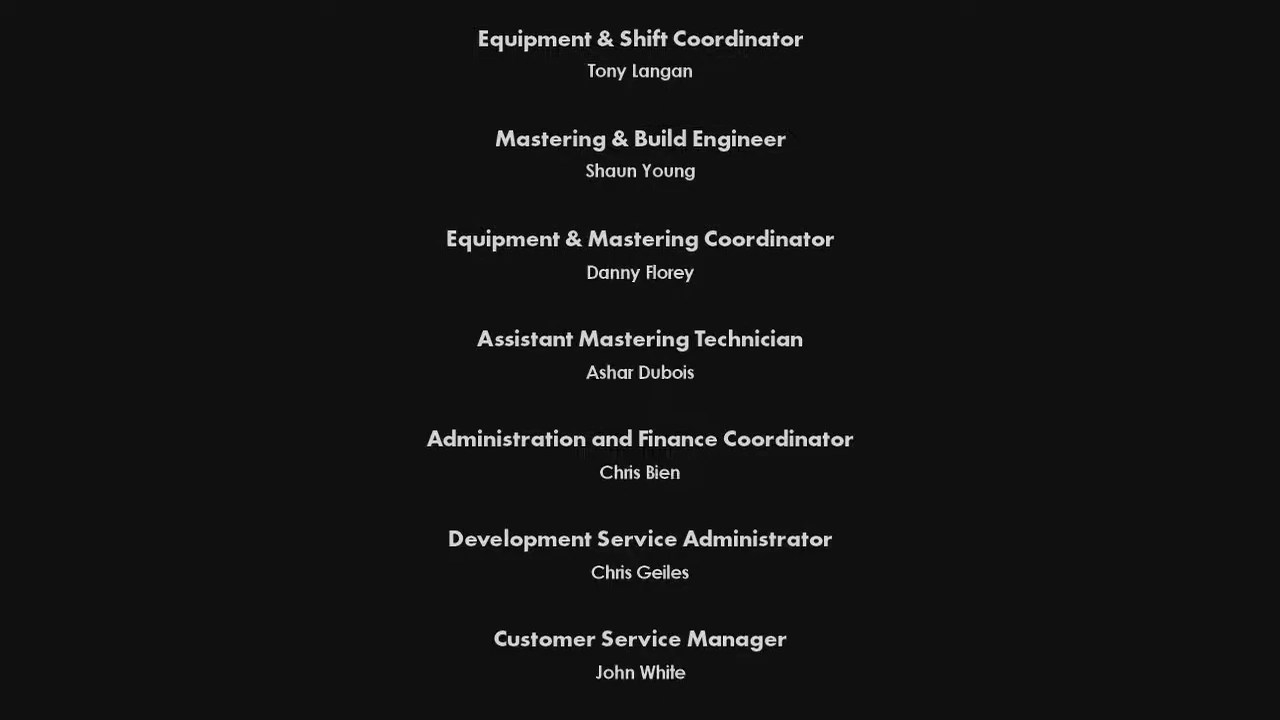 Equipment & Shift Coordinator
Tony Langan
Mastering & Build Engineer
Shaun Young
Equipment & Mastering Coordinator
Danny Florey
Assistant Mastering Technician
Ashar Dubois
Administration and Finance Coordinator
Chris Bien
Development Service Administrator
Chris Geiles
Customer Service Manager
John White